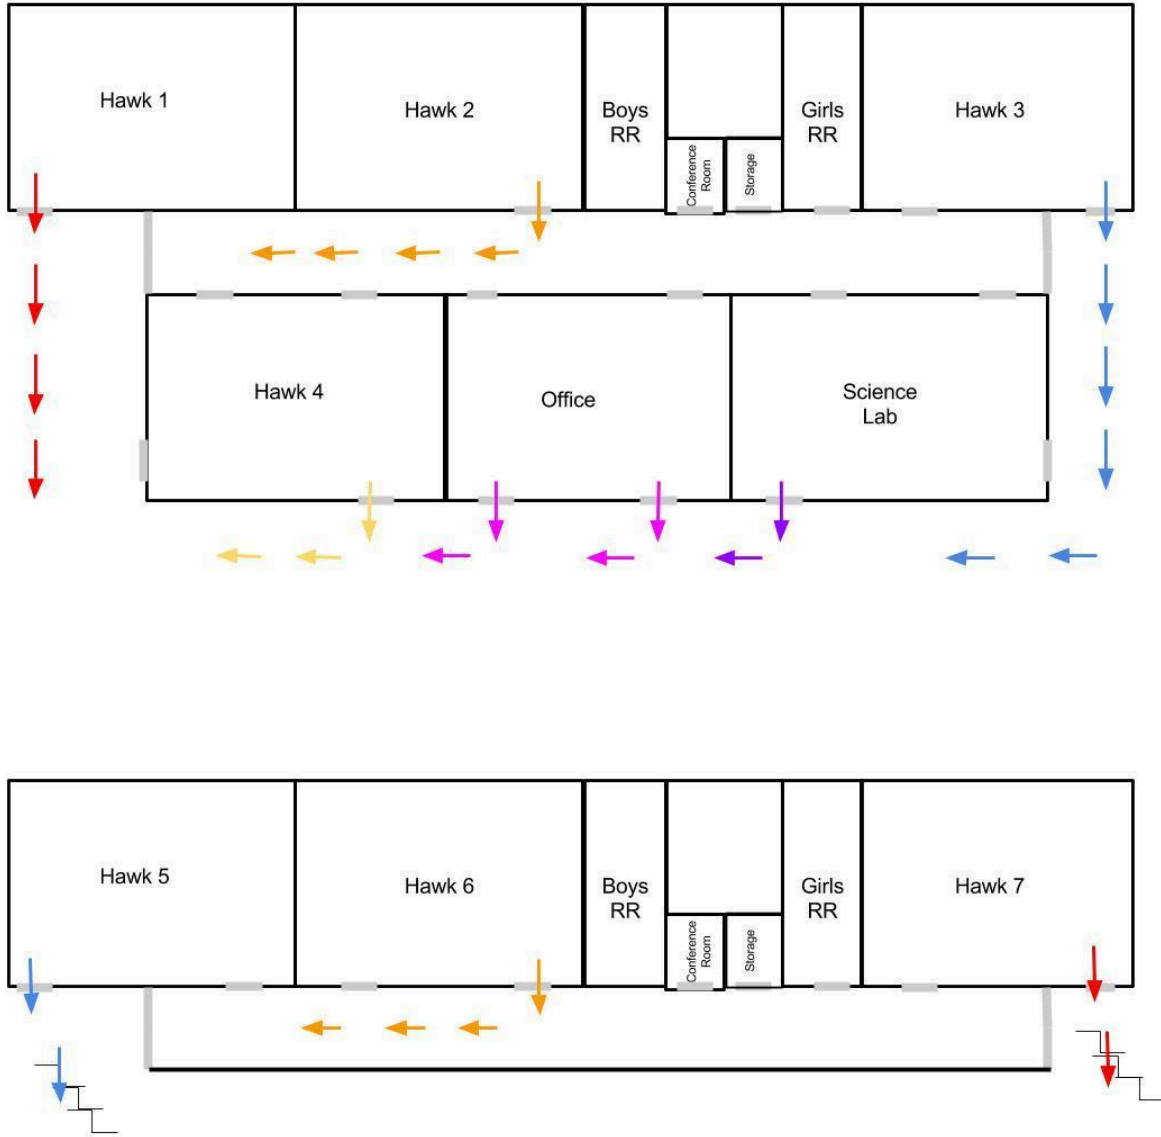 Hawk 1
Hawk 2
Boys
RR
Conference
Room
Storage
Girls
RR
Hawk 3
Hawk 4
Office
Science
Lab
Hawk 5
Hawk 6
Boys
RR
Conference
Room
Storage
Girls
RR
Hawk 7